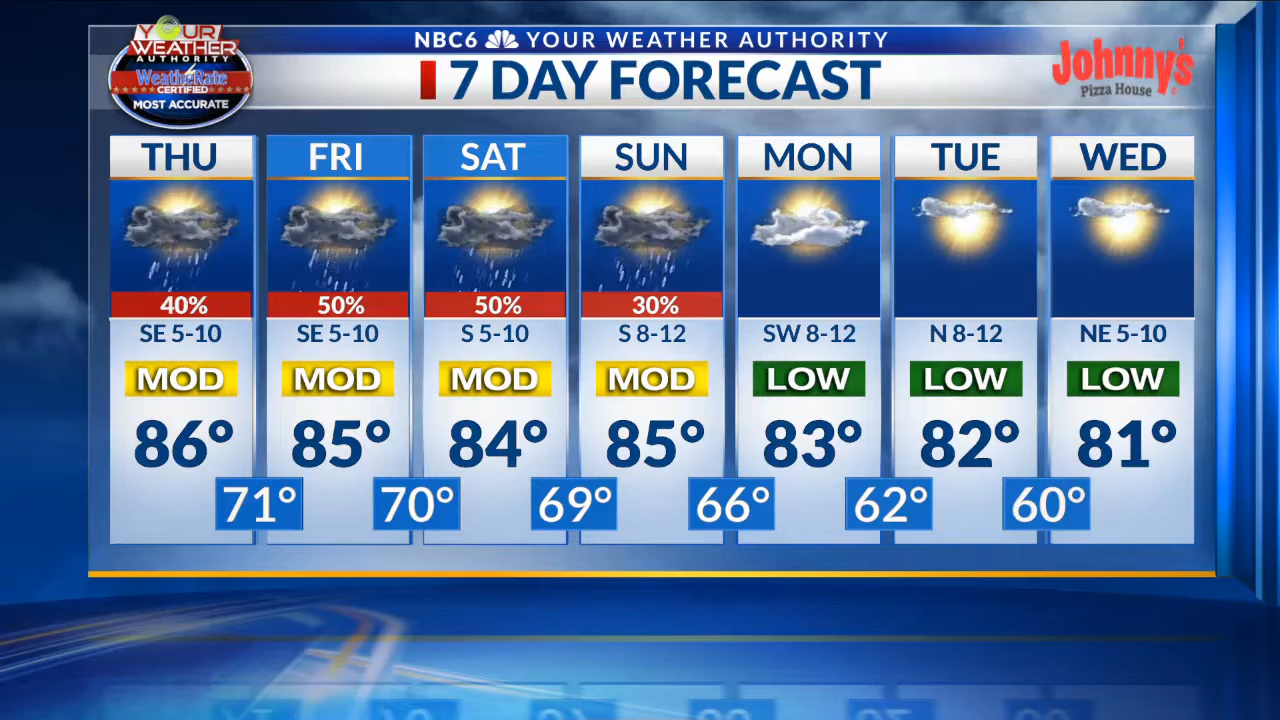 YOUR
WEATHER
AUTHORITY
WeatheRate
CERTIFIED
MOST ACCURATE
NBC6 YOUR WEATHER AUTHORITY
7 DAY FORECAST
Johnny's
Pizza House
THU FRI SAT SUN MON TUE WED
40% 50% 50% 30%
SE 5-10 SE 5-10 S 5-10 S 8-12 SW 8-12 N 8-12 NE 5-10
MOD MOD MOD MOD LOW LOW LOW
86° 85° 84° 85° 83° 82° 81°
71° 70° 69° 66° 62° 60°